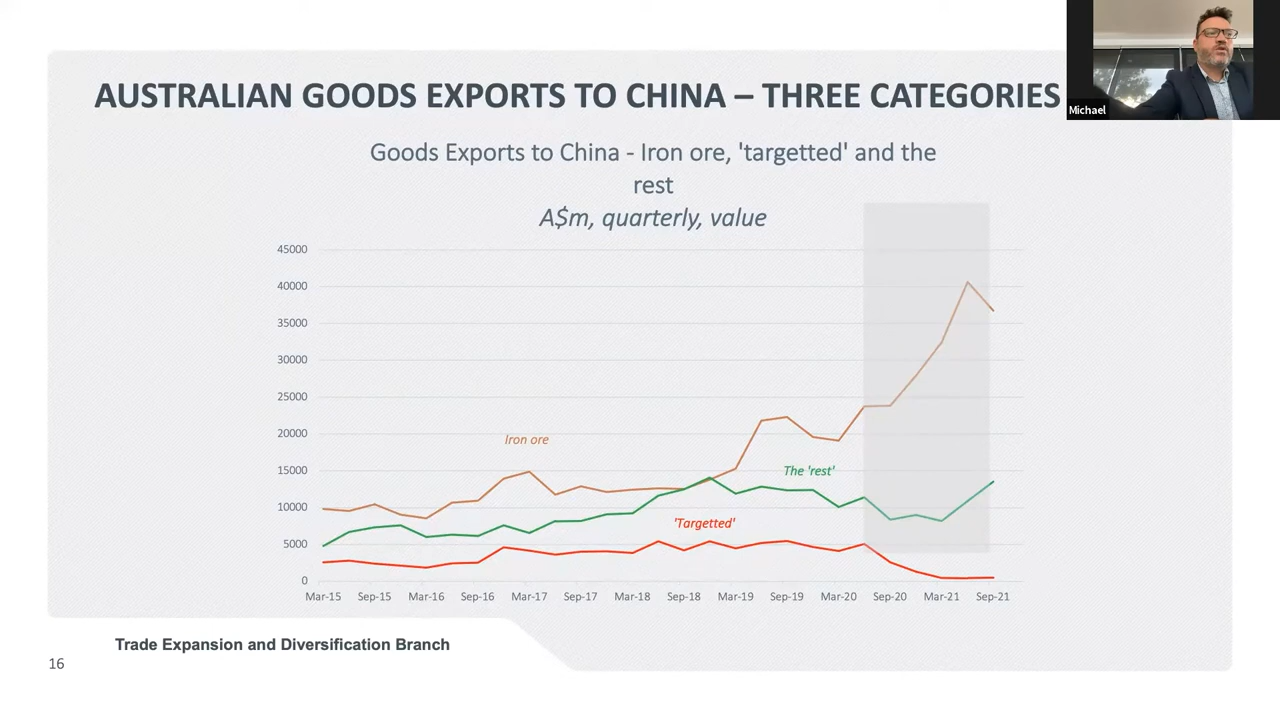 AUSTRALIAN GOODS EXPORTS TO CHINA – THREE CATEGORIES
Michael
Goods Exports to China - Iron ore, 'targetted' and the
rest
A$m, quarterly, value
45000
40000
35000
30000
25000
20000
15000
10000
5000
0
Iron ore
The 'rest'
'Targetted'
Mar-15 Sep-15 Mar-16 Sep-16 Mar-17 Sep-17 Mar-18 Sep-18 Mar-19 Sep-19 Mar-20 Sep-20 Mar-21 Sep-21
Trade Expansion and Diversification Branch
16